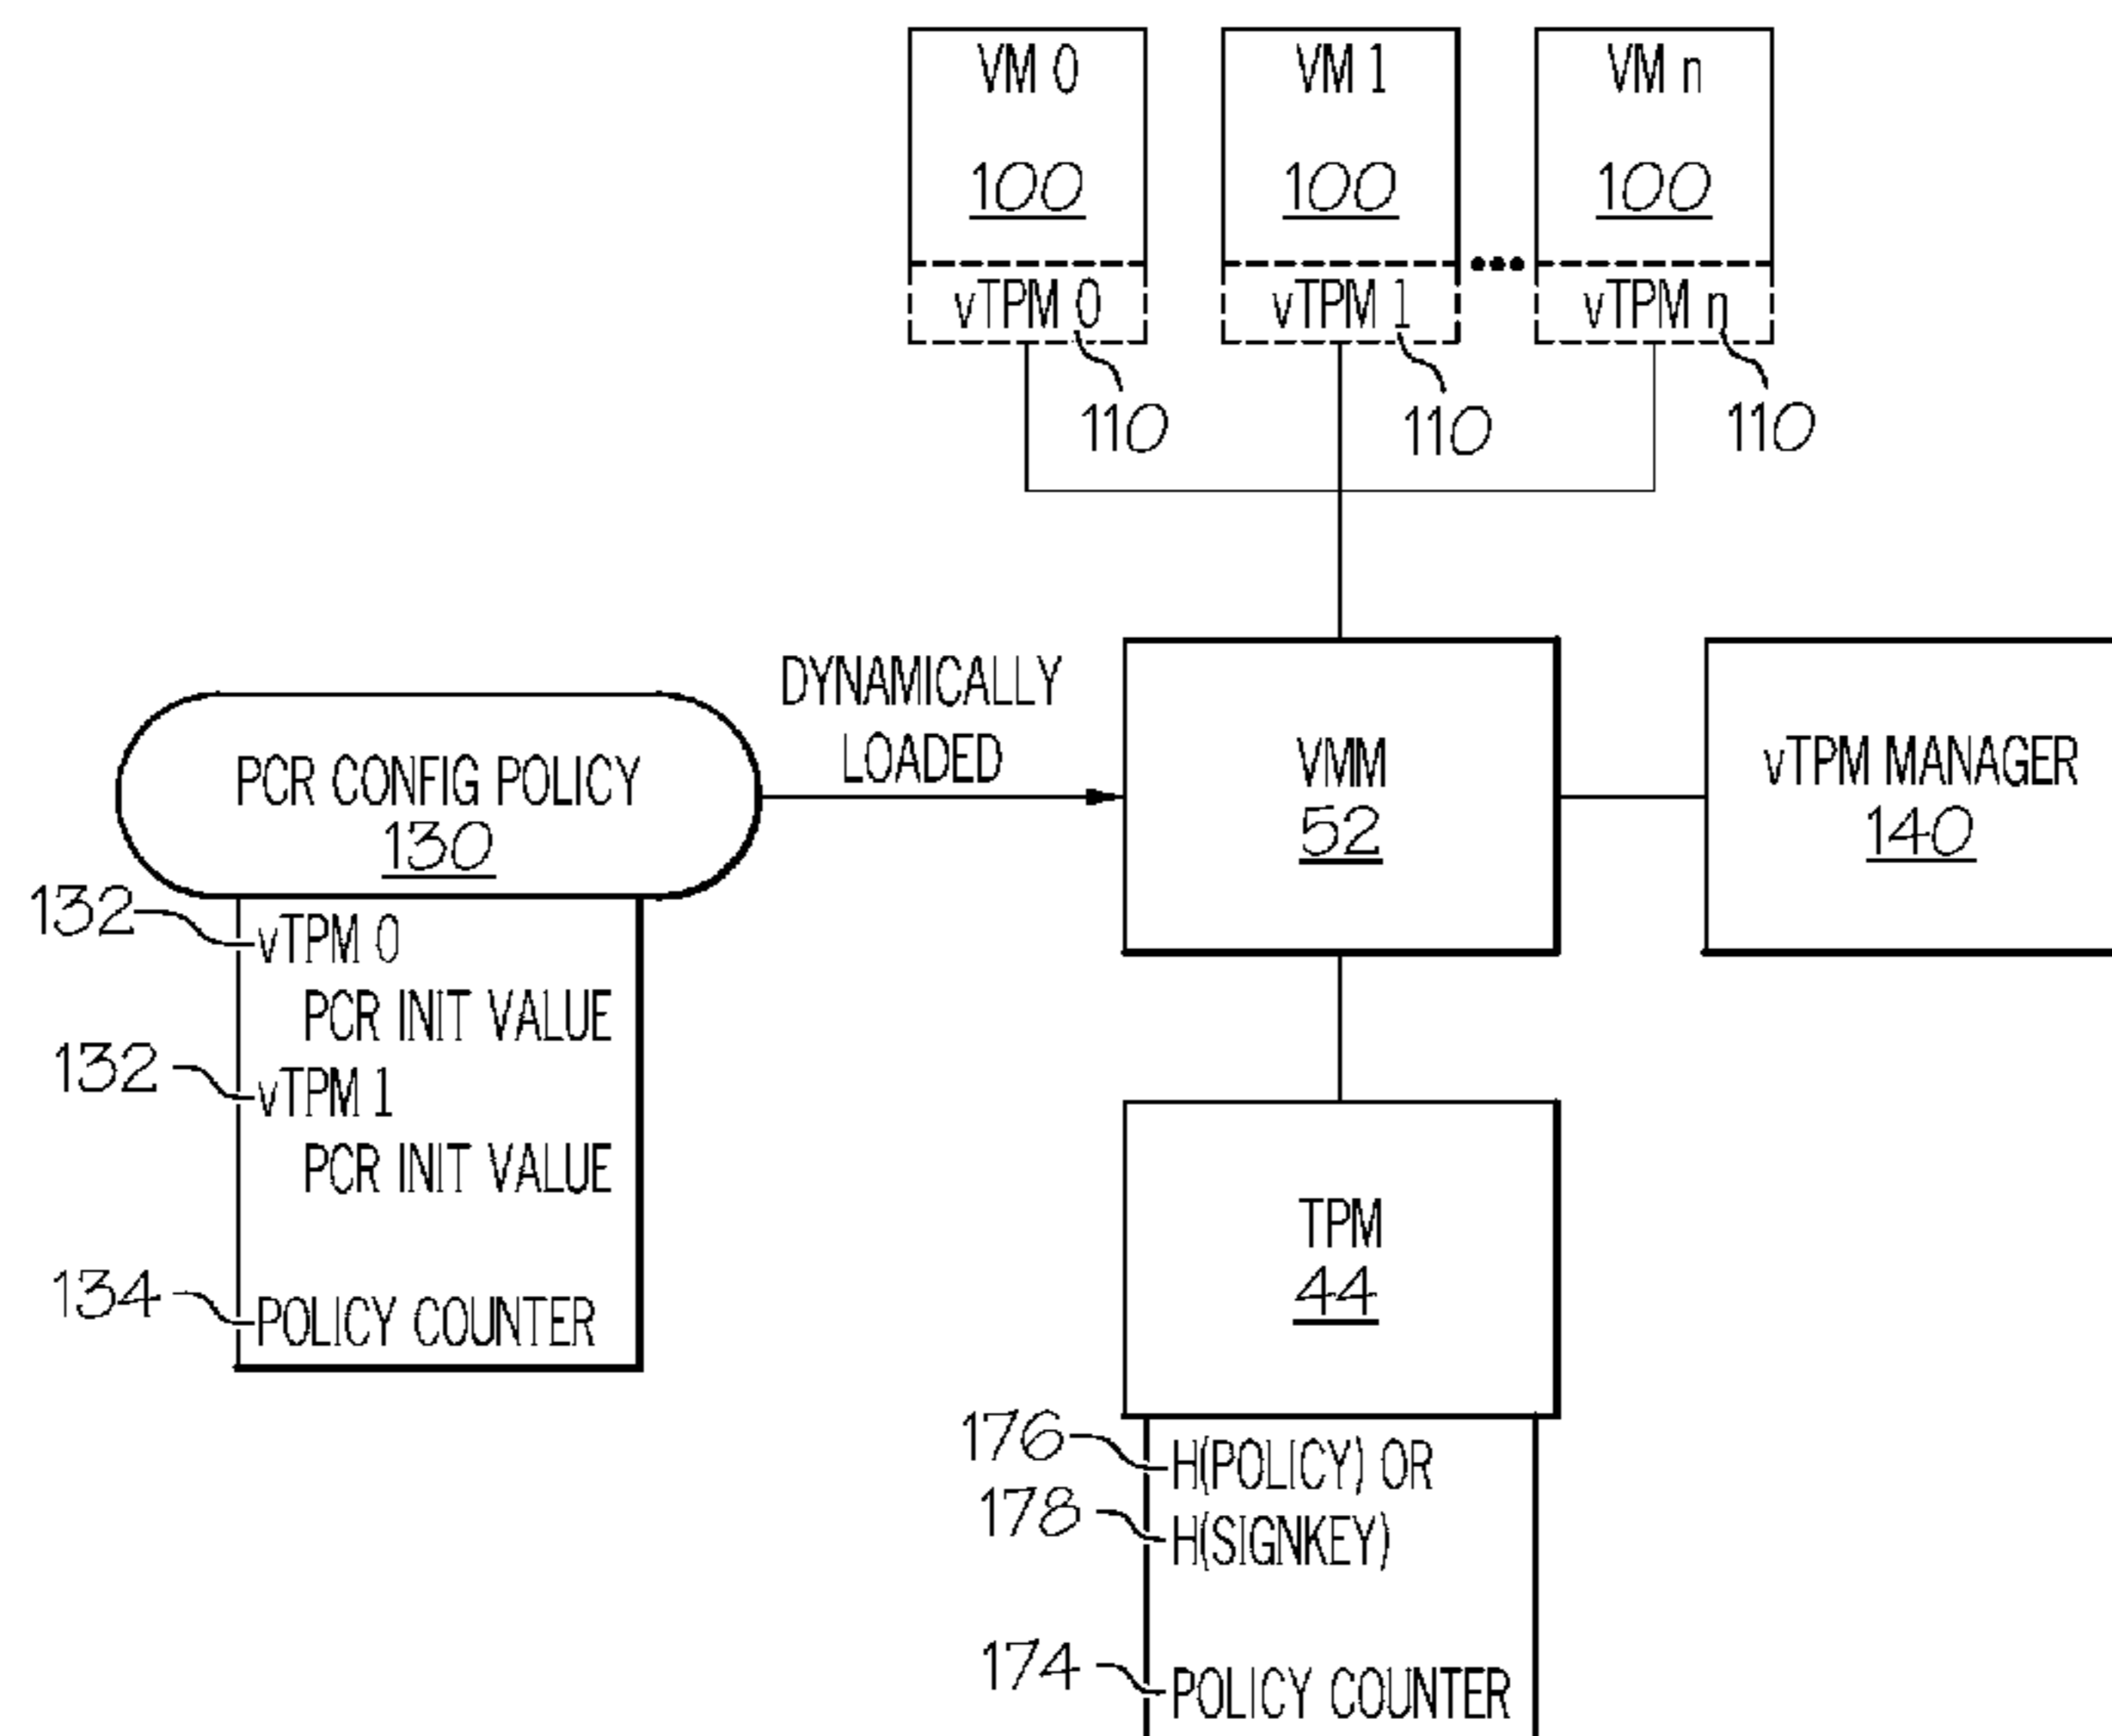 VM 0
100
vTPM 0
110
VM 1
100
vTPM 1
110
VM n
100
vTPM n
110
DYNAMICALLY
LOADED
PCR CONFIG POLICY
130
132
vTPM 0
PCR INIT VALUE
132
vTPM 1
PCR INIT VALUE
134
POLICY COUNTER
VMM
52
vTPM MANAGER
140
TPM
44
176
H(POLICY) OR
178
H(SIGNKEY)
174
POLICY COUNTER